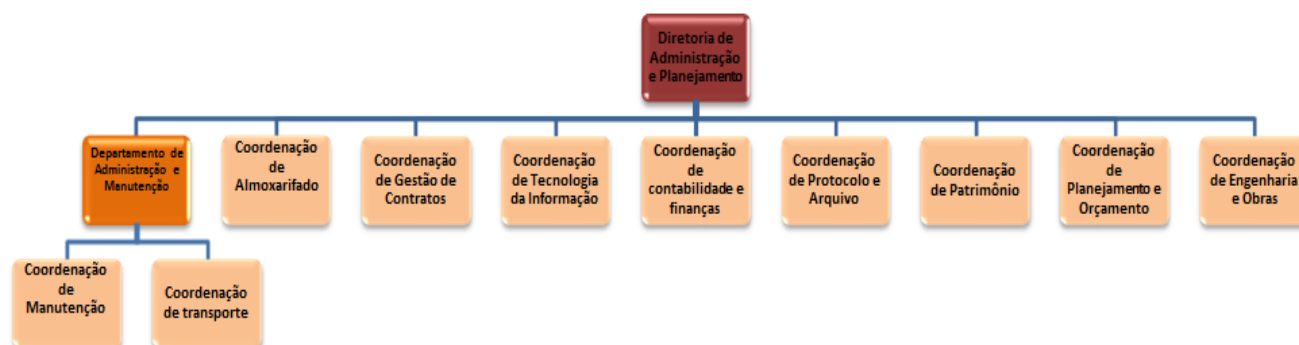 Diretoria de
Administração
e Planejamento
Departamento de
Administração e
Manutenção
Coordenação
de
Almoxarifado
Coordenação
de Gestão de
Contratos
Coordenação
de Tecnologia
da Informação
Coordenação
de
contabilidade e
finanças
Coordenação
de Protocolo e
Arquivo
Coordenação
de Patrimônio
Coordenação
de
Planejamento e
Orçamento
Coordenação
de Engenharia
e Obras
Coordenação
de
Manutenção
Coordenação
de transporte